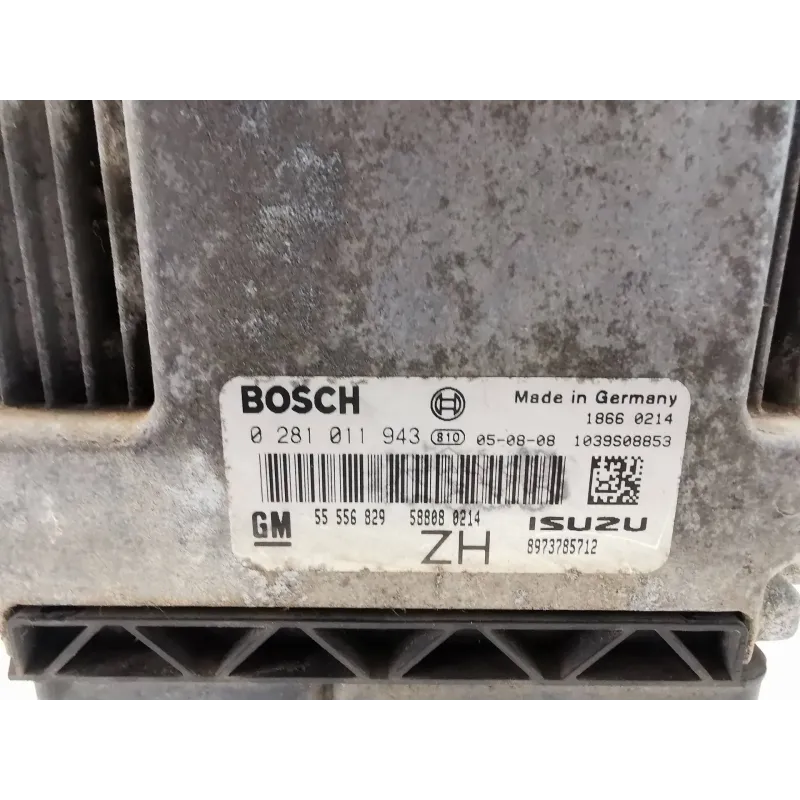 BOSCH Made in Germany
1866 0214
0 281 011 943 810 05-08-08 1039S08853
GM 55 556 829 58808 0214 ISUZU
ZH 8973785712